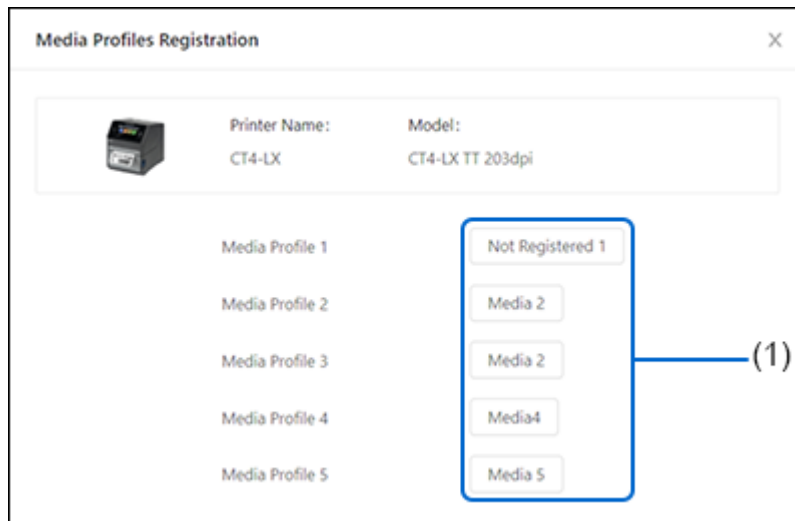 Media Profiles Registration
Printer Name: Model:
CT4-LX CT4-LX TT 203dpi
Media Profile 1 Not Registered 1
Media Profile 2 Media 2
Media Profile 3 Media 2
(1)
Media Profile 4 Media4
Media Profile 5 Media 5